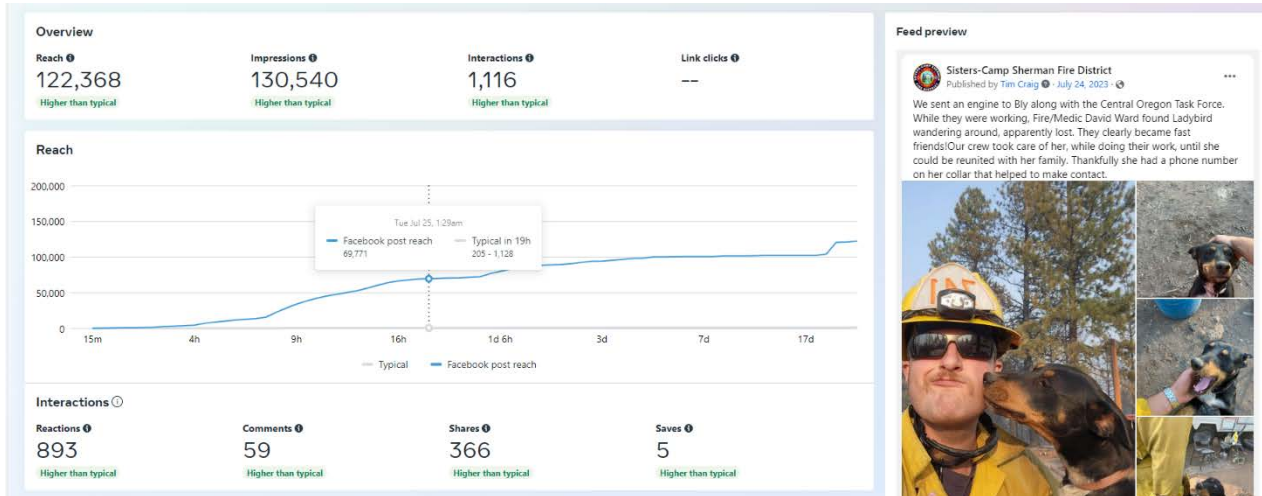 Overview
Reach
Impressions
Interactions
Link clicks
122,368
130,540
1,116
--
Higher than typical
Higher than typical
Higher than typical
Reach
200,000
150,000
100,000
50,000
0
Tue Jul 25, 1:29am
Facebook post reach
Typical in 19h
69,771
205 - 1,128
15m
4h
9h
16h
1d 6h
3d
7d
17d
Typical
Facebook post reach
Interactions
Reactions
Comments
Shares
Saves
893
59
366
5
Higher than typical
Higher than typical
Higher than typical
Higher than typical
Feed preview
Sisters-Camp Sherman Fire District
Published by Tim Craig · July 24, 2023 ·
We sent an engine to Bly along with the Central Oregon Task Force.
While they were working, Fire/Medic David Ward found Ladybird
wandering around, apparently lost. They clearly became fast
friends!Our crew took care of her, while doing their work, until she
could be reunited with her family. Thankfully she had a phone number
on her collar that helped to make contact.
741